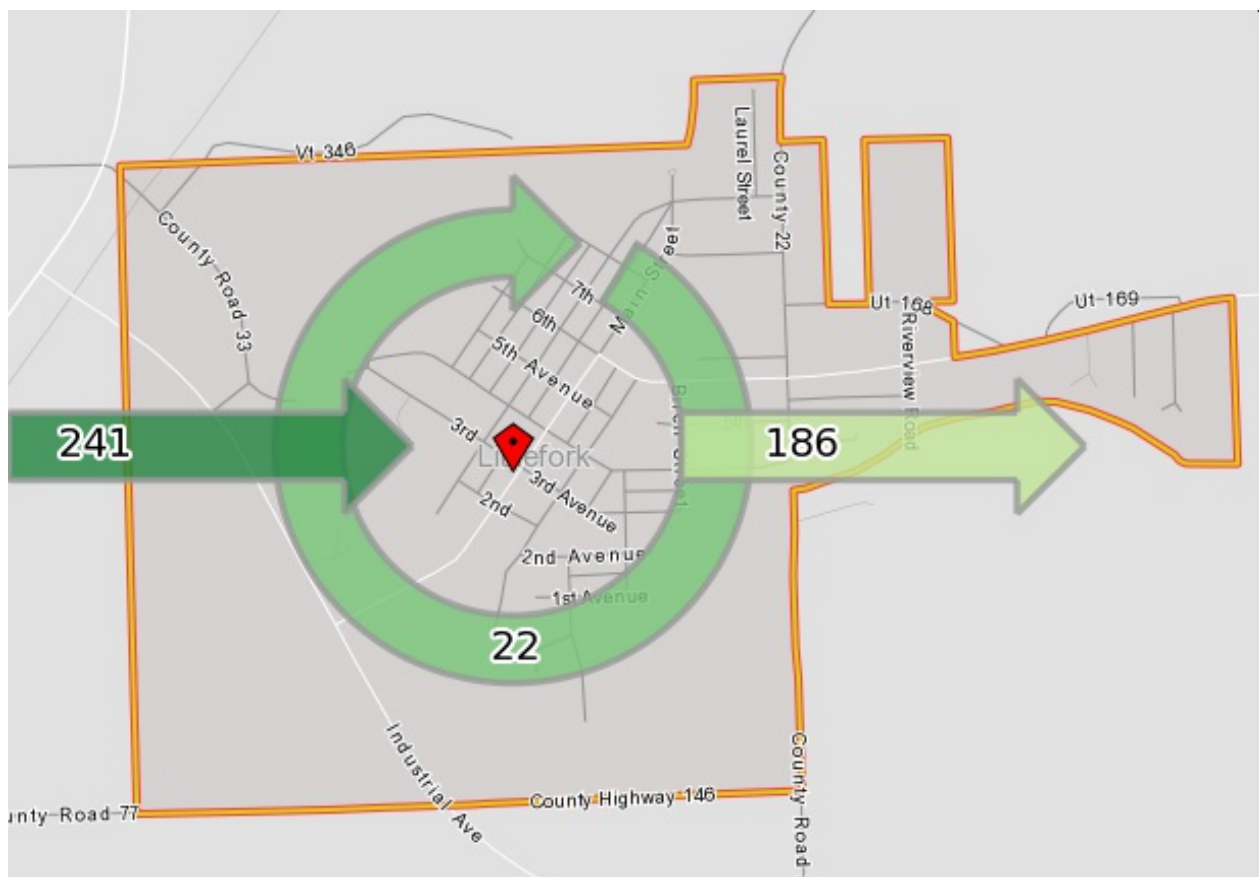 Vt 346
Laurel Street
County 22
County Road 33
Main Street
7th
6th
Ut 168
Ut 169
5th Avenue
Riverview Road
3rd
241
186
3rd Avenue
2nd
2nd Avenue
1st Avenue
22
Industrial Ave
County Highway 146
County Road
unty Road 77